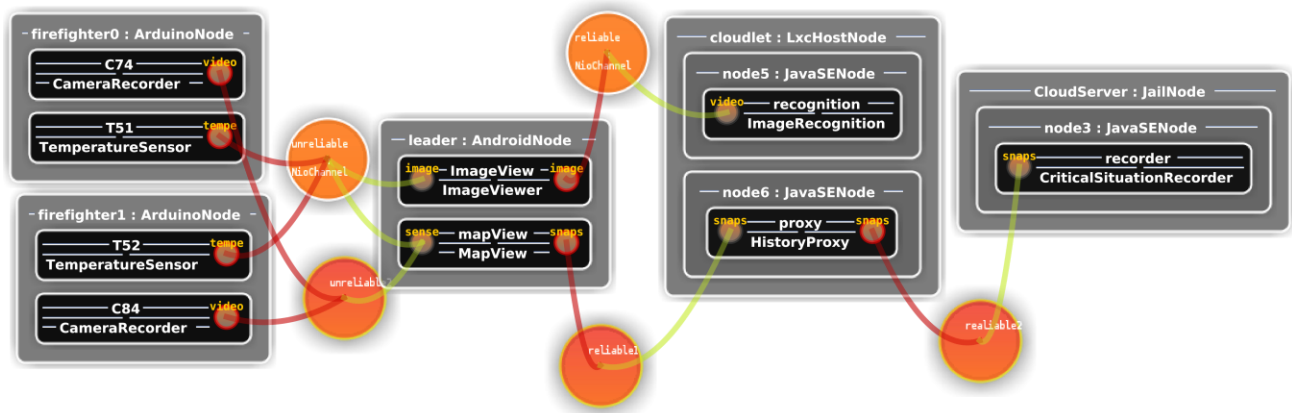 firefighter0 : ArduinoNode
C74
video
CameraRecorder
T51
tempe
TemperatureSensor
firefighter1 : ArduinoNode
T52
tempe
TemperatureSensor
C84
video
CameraRecorder
unreliable
NioChannel
unreliable2
leader : AndroidNode
image
ImageView
image
ImageViewer
sense
mapView
snaps
MapView
reliable
NioChannel
reliable1
cloudlet : LxcHostNode
node5 : JavaSENode
video
recognition
ImageRecognition
node6 : JavaSENode
snaps
proxy
snaps
HistoryProxy
realiable2
CloudServer : JailNode
node3 : JavaSENode
snaps
recorder
CriticalSituationRecorder